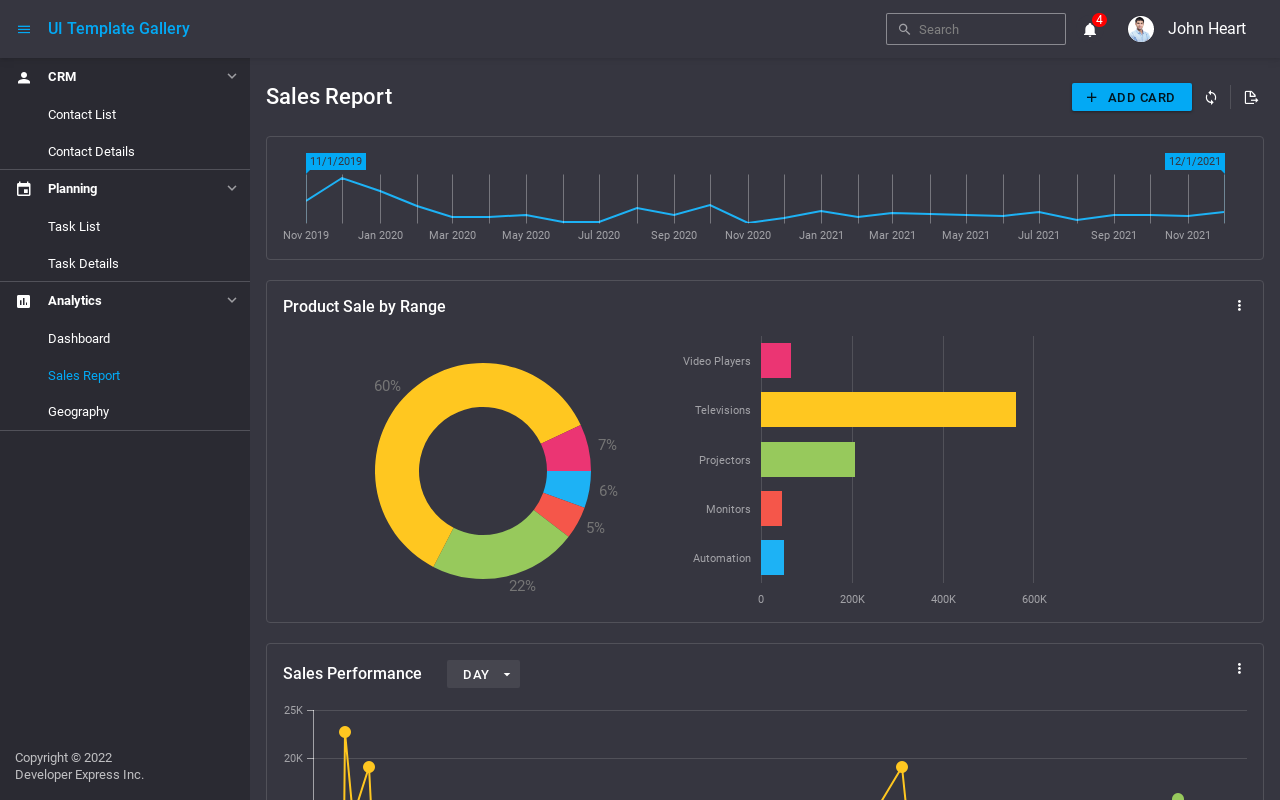 UI Template Gallery
Search
4
John Heart
CRM
Contact List
Contact Details
Planning
Task List
Task Details
Analytics
Dashboard
Sales Report
Geography
Copyright © 2022
Developer Express Inc.
Sales Report
ADD CARD
11/1/2019
12/1/2021
Nov 2019 Jan 2020 Mar 2020 May 2020 Jul 2020 Sep 2020 Nov 2020 Jan 2021 Mar 2021 May 2021 Jul 2021 Sep 2021 Nov 2021
Product Sale by Range
60%
7%
6%
5%
22%
Video Players
Televisions
Projectors
Monitors
Automation
0 200K 400K 600K
Sales Performance
DAY
25K
20K